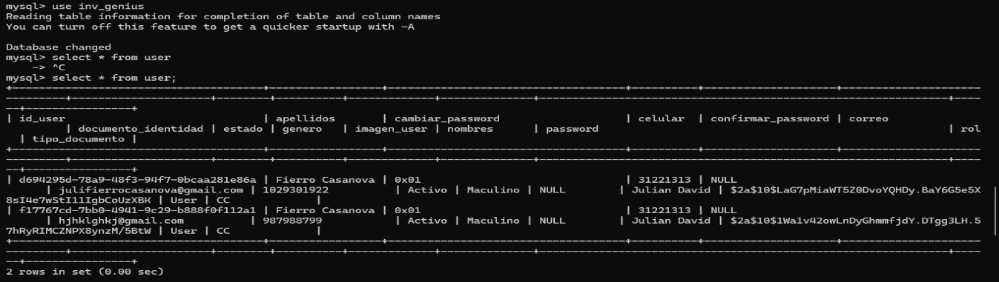 mysql> use inv_genius
Reading table information for completion of table and column names
You can turn off this feature to get a quicker startup with -A
Database changed
mysql> select * from user
    -> ^C
mysql> select * from user;
| id_user | apellidos | cambiar_password | celular | confirmar_password | correo
| documento_identidad | estado | genero | imagen_user | nombres | password | rol
| tipo_documento |
| d694295d-78a9-48f3-94f7-0bcaa281e86a | Fierro Casanova | 0x01 | 31221313 | NULL
| julifierrocasanova@gmail.com | 1029301922 | Activo | Maculino | NULL | Julian David | $2a$10$LaG7pMiaWT5Z0DvoYQHDy.BaY6G5e5X
8sI4e7wStI1lIgbCoUzXBK | User | CC |
| f17767cd-7bb0-4941-9c29-b888f0f112a1 | Fierro Casanova | 0x01 | 31221313 | NULL
| hjhklghkj@gmail.com | 987988799 | Activo | Maculino | NULL | Julian David | $2a$10$1Wa1v42owLnDyGhmmfjdY.DTgg3LH.5
7hRyRIMCZNPX8ynzM/5BtW | User | CC |
2 rows in set (0.00 sec)